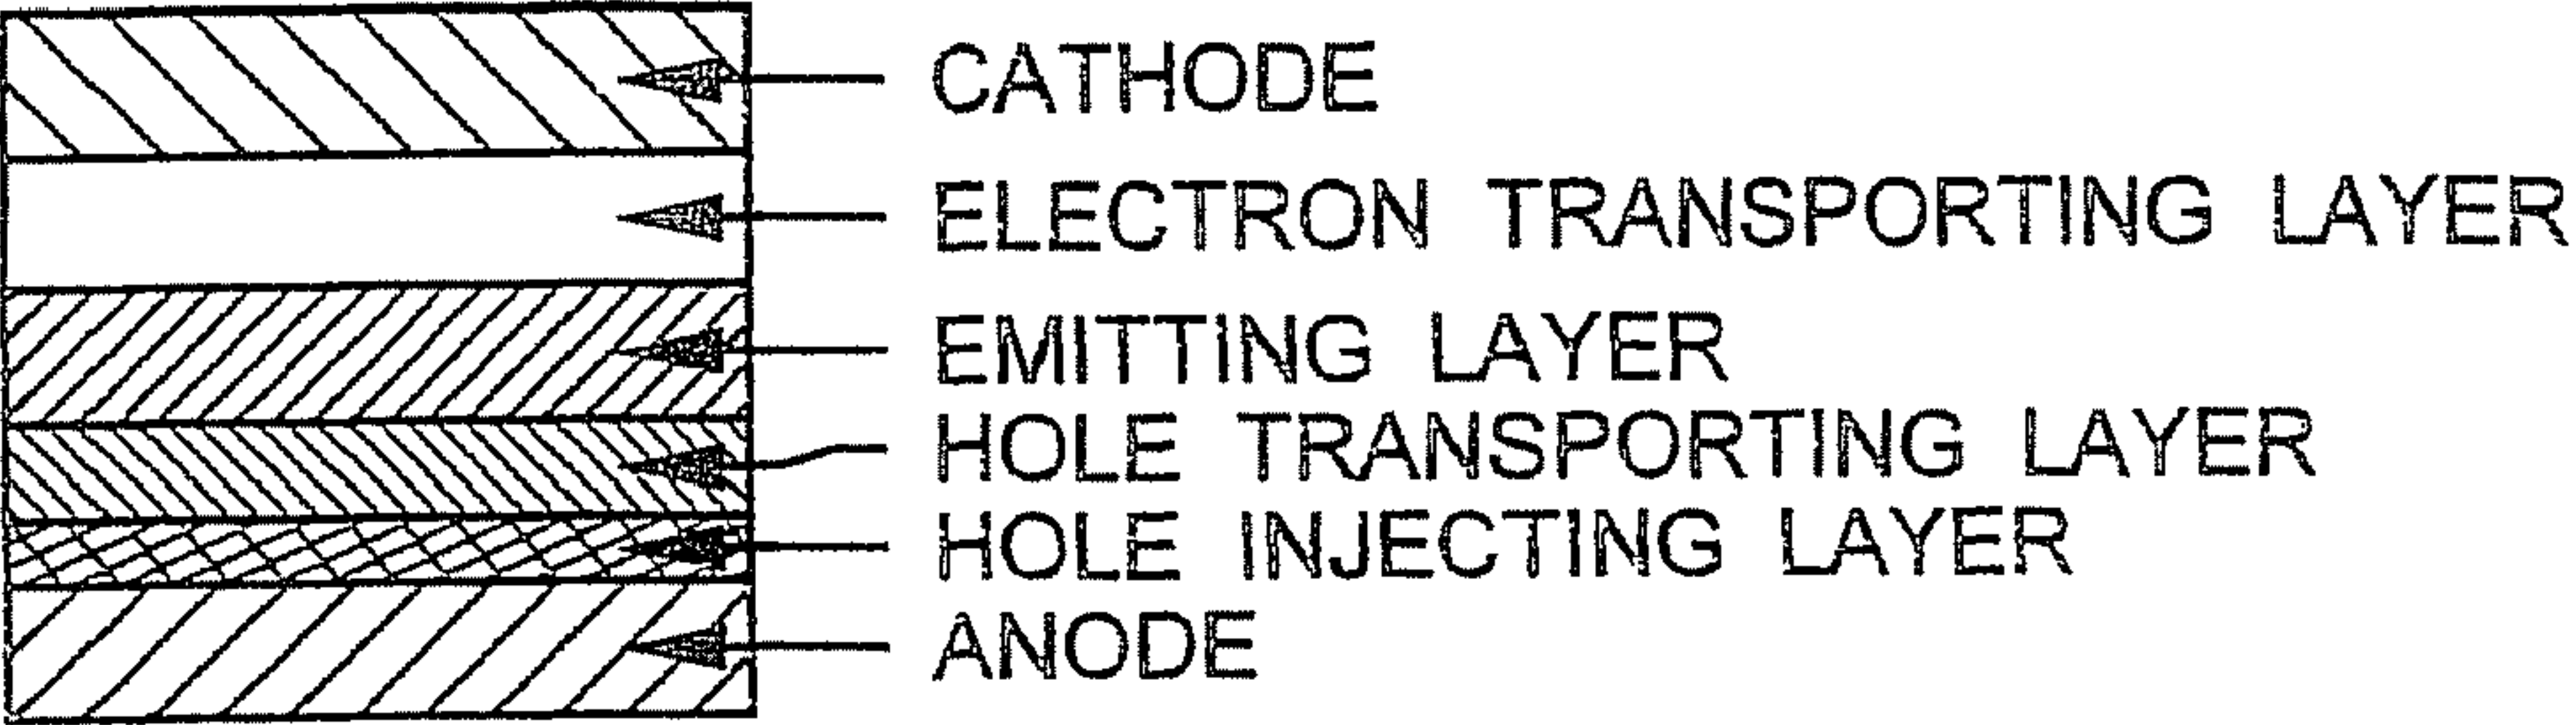 CATHODE
ELECTRON TRANSPORTING LAYER
EMITTING LAYER
HOLE TRANSPORTING LAYER
HOLE INJECTING LAYER
ANODE